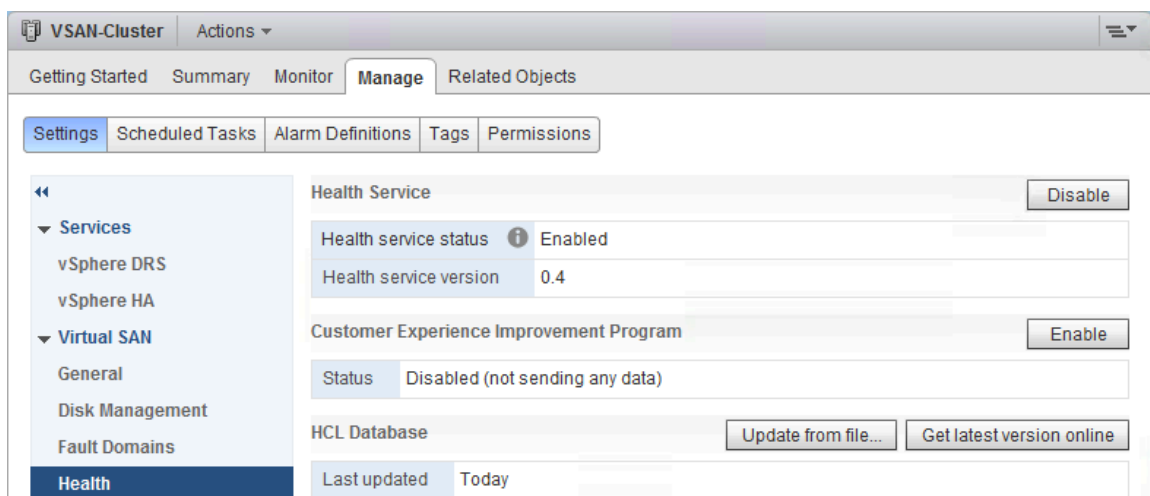 VSAN-Cluster Actions
Getting Started Summary Monitor Manage Related Objects
Settings Scheduled Tasks Alarm Definitions Tags Permissions
Health Service Disable
Services
Health service status Enabled
vSphere DRS
Health service version 0.4
vSphere HA
Virtual SAN
Customer Experience Improvement Program Enable
General
Status Disabled (not sending any data)
Disk Management
HCL Database Update from file... Get latest version online
Fault Domains
Health
Last updated Today